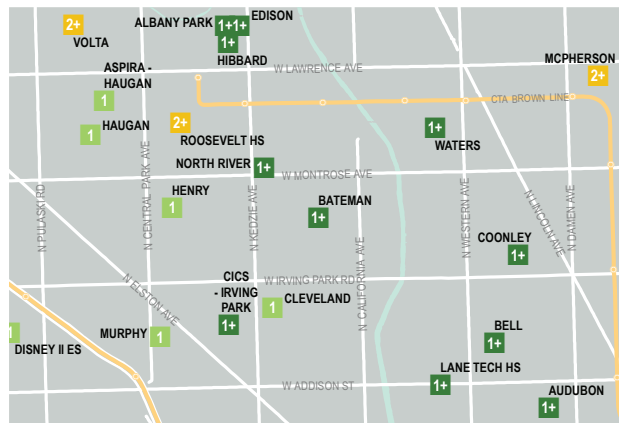 ALBANY PARK
EDISON
2+
1+1+
1+
VOLTA
HIBBARD
W LAWRENCE AVE
MCPHERSON
2+
ASPIRA -
HAUGAN
1
CTA BROWN LINE
HAUGAN
1
2+
ROOSEVELT HS
1+
WATERS
NORTH RIVER
1+
W MONTROSE AVE
HENRY
1
BATEMAN
1+
N PULASKI RD
N CENTRAL PARK AVE
N KEDZIE AVE
N CALIFORNIA AVE
N WESTERN AVE
N LINCOLN AVE
N DAMEN AVE
COONLEY
1+
N ELSTON AVE
W IRVING PARK RD
CICS
- IRVING
PARK
1+
1
CLEVELAND
1
DISNEY II ES
MURPHY
1
BELL
1+
LANE TECH HS
1+
W ADDISON ST
AUDUBON
1+